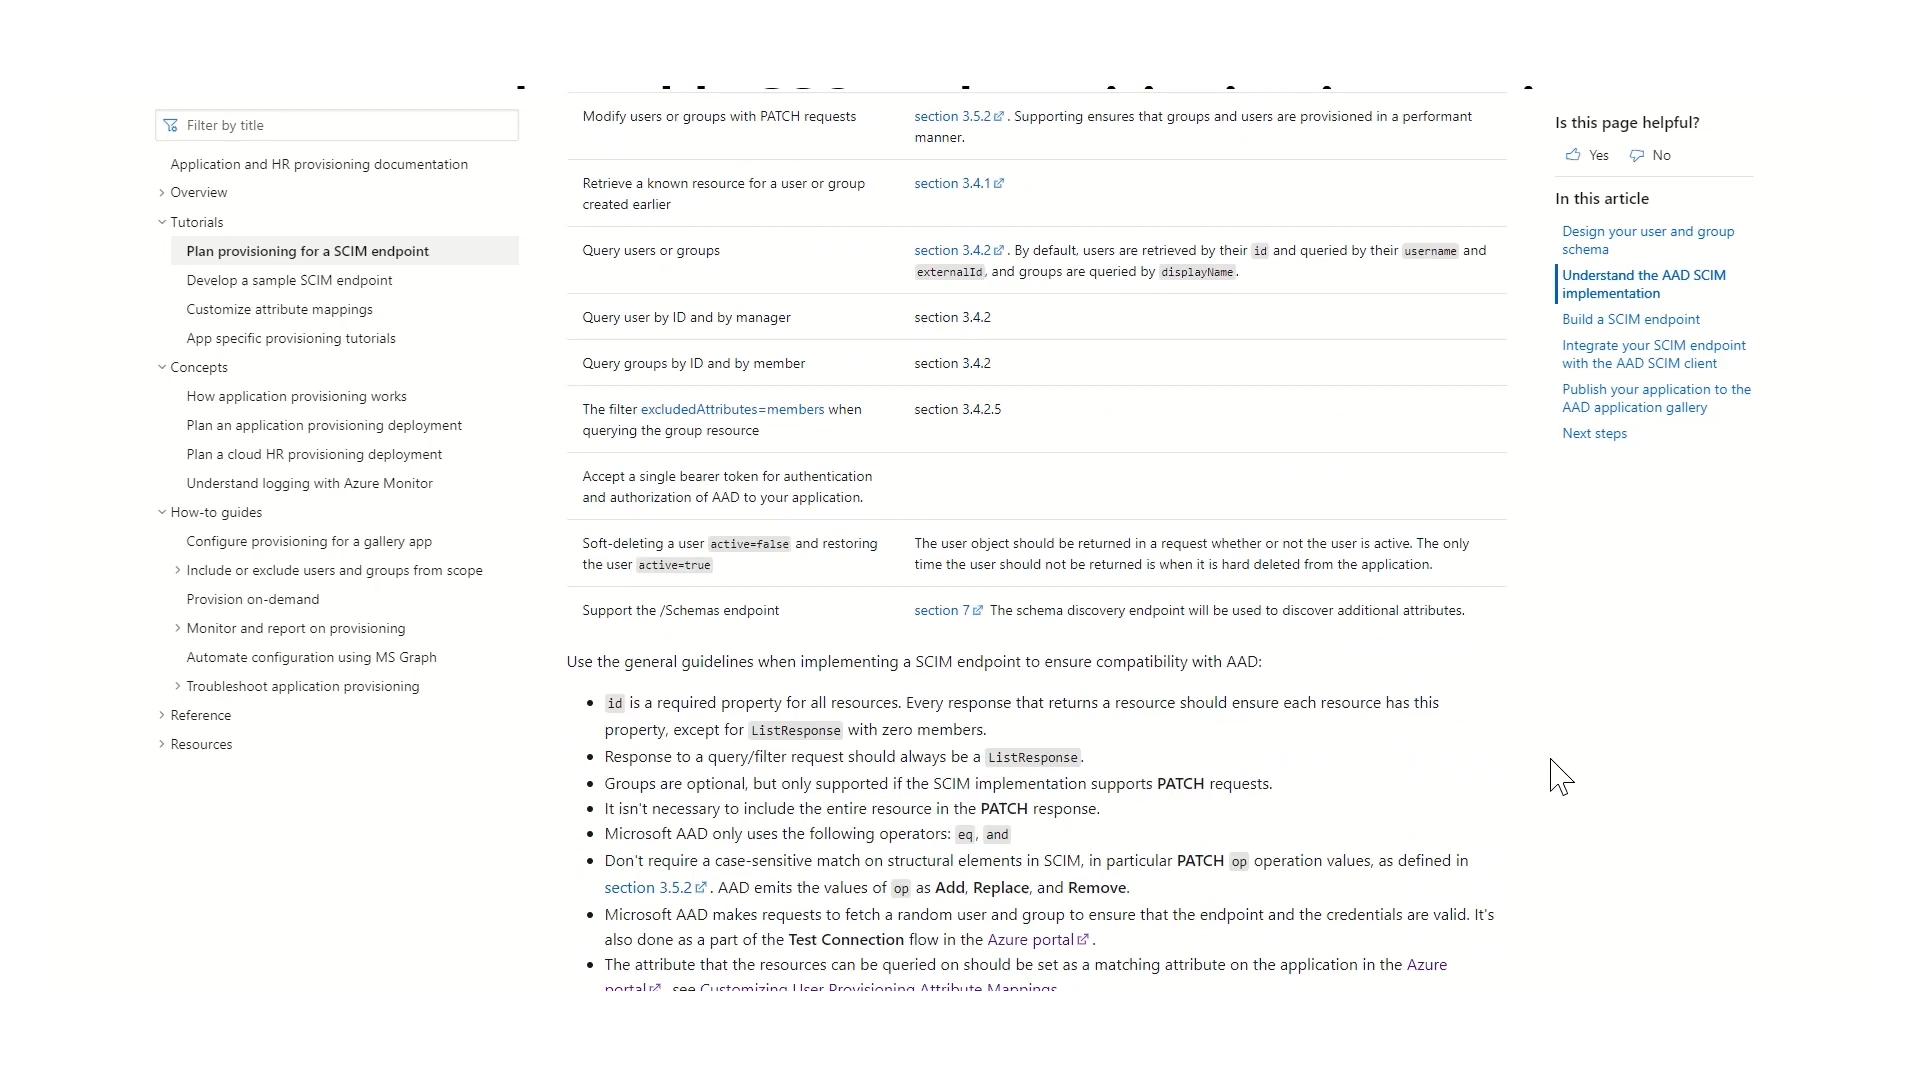 Filter by title
Application and HR provisioning documentation
Overview
Tutorials
Plan provisioning for a SCIM endpoint
Develop a sample SCIM endpoint
Customize attribute mappings
App specific provisioning tutorials
Concepts
How application provisioning works
Plan an application provisioning deployment
Plan a cloud HR provisioning deployment
Understand logging with Azure Monitor
How-to guides
Configure provisioning for a gallery app
Include or exclude users and groups from scope
Provision on-demand
Monitor and report on provisioning
Automate configuration using MS Graph
Troubleshoot application provisioning
Reference
Resources
Modify users or groups with PATCH requests
section 3.5.2. Supporting ensures that groups and users are provisioned in a performant
manner.
Retrieve a known resource for a user or group
created earlier
section 3.4.1
Query users or groups
section 3.4.2. By default, users are retrieved by their id and queried by their username and
externalId, and groups are queried by displayName.
Query user by ID and by manager
section 3.4.2
Query groups by ID and by member
section 3.4.2
The filter excludedAttributes=members when
querying the group resource
section 3.4.2.5
Accept a single bearer token for authentication
and authorization of AAD to your application.
Soft-deleting a user active=false and restoring
the user active=true
The user object should be returned in a request whether or not the user is active. The only
time the user should not be returned is when it is hard deleted from the application.
Support the /Schemas endpoint
section 7 The schema discovery endpoint will be used to discover additional attributes.
Use the general guidelines when implementing a SCIM endpoint to ensure compatibility with AAD:
• id is a required property for all resources. Every response that returns a resource should ensure each resource has this
property, except for ListResponse with zero members.
• Response to a query/filter request should always be a ListResponse.
• Groups are optional, but only supported if the SCIM implementation supports PATCH requests.
• It isn't necessary to include the entire resource in the PATCH response.
• Microsoft AAD only uses the following operators: eq, and
• Don't require a case-sensitive match on structural elements in SCIM, in particular PATCH op operation values, as defined in
section 3.5.2. AAD emits the values of op as Add, Replace, and Remove.
• Microsoft AAD makes requests to fetch a random user and group to ensure that the endpoint and the credentials are valid. It's
also done as a part of the Test Connection flow in the Azure portal.
• The attribute that the resources can be queried on should be set as a matching attribute on the application in the Azure
portal, see Customizing User Provisioning Attribute Mappings
Is this page helpful?
Yes No
In this article
Design your user and group
schema
Understand the AAD SCIM
implementation
Build a SCIM endpoint
Integrate your SCIM endpoint
with the AAD SCIM client
Publish your application to the
AAD application gallery
Next steps